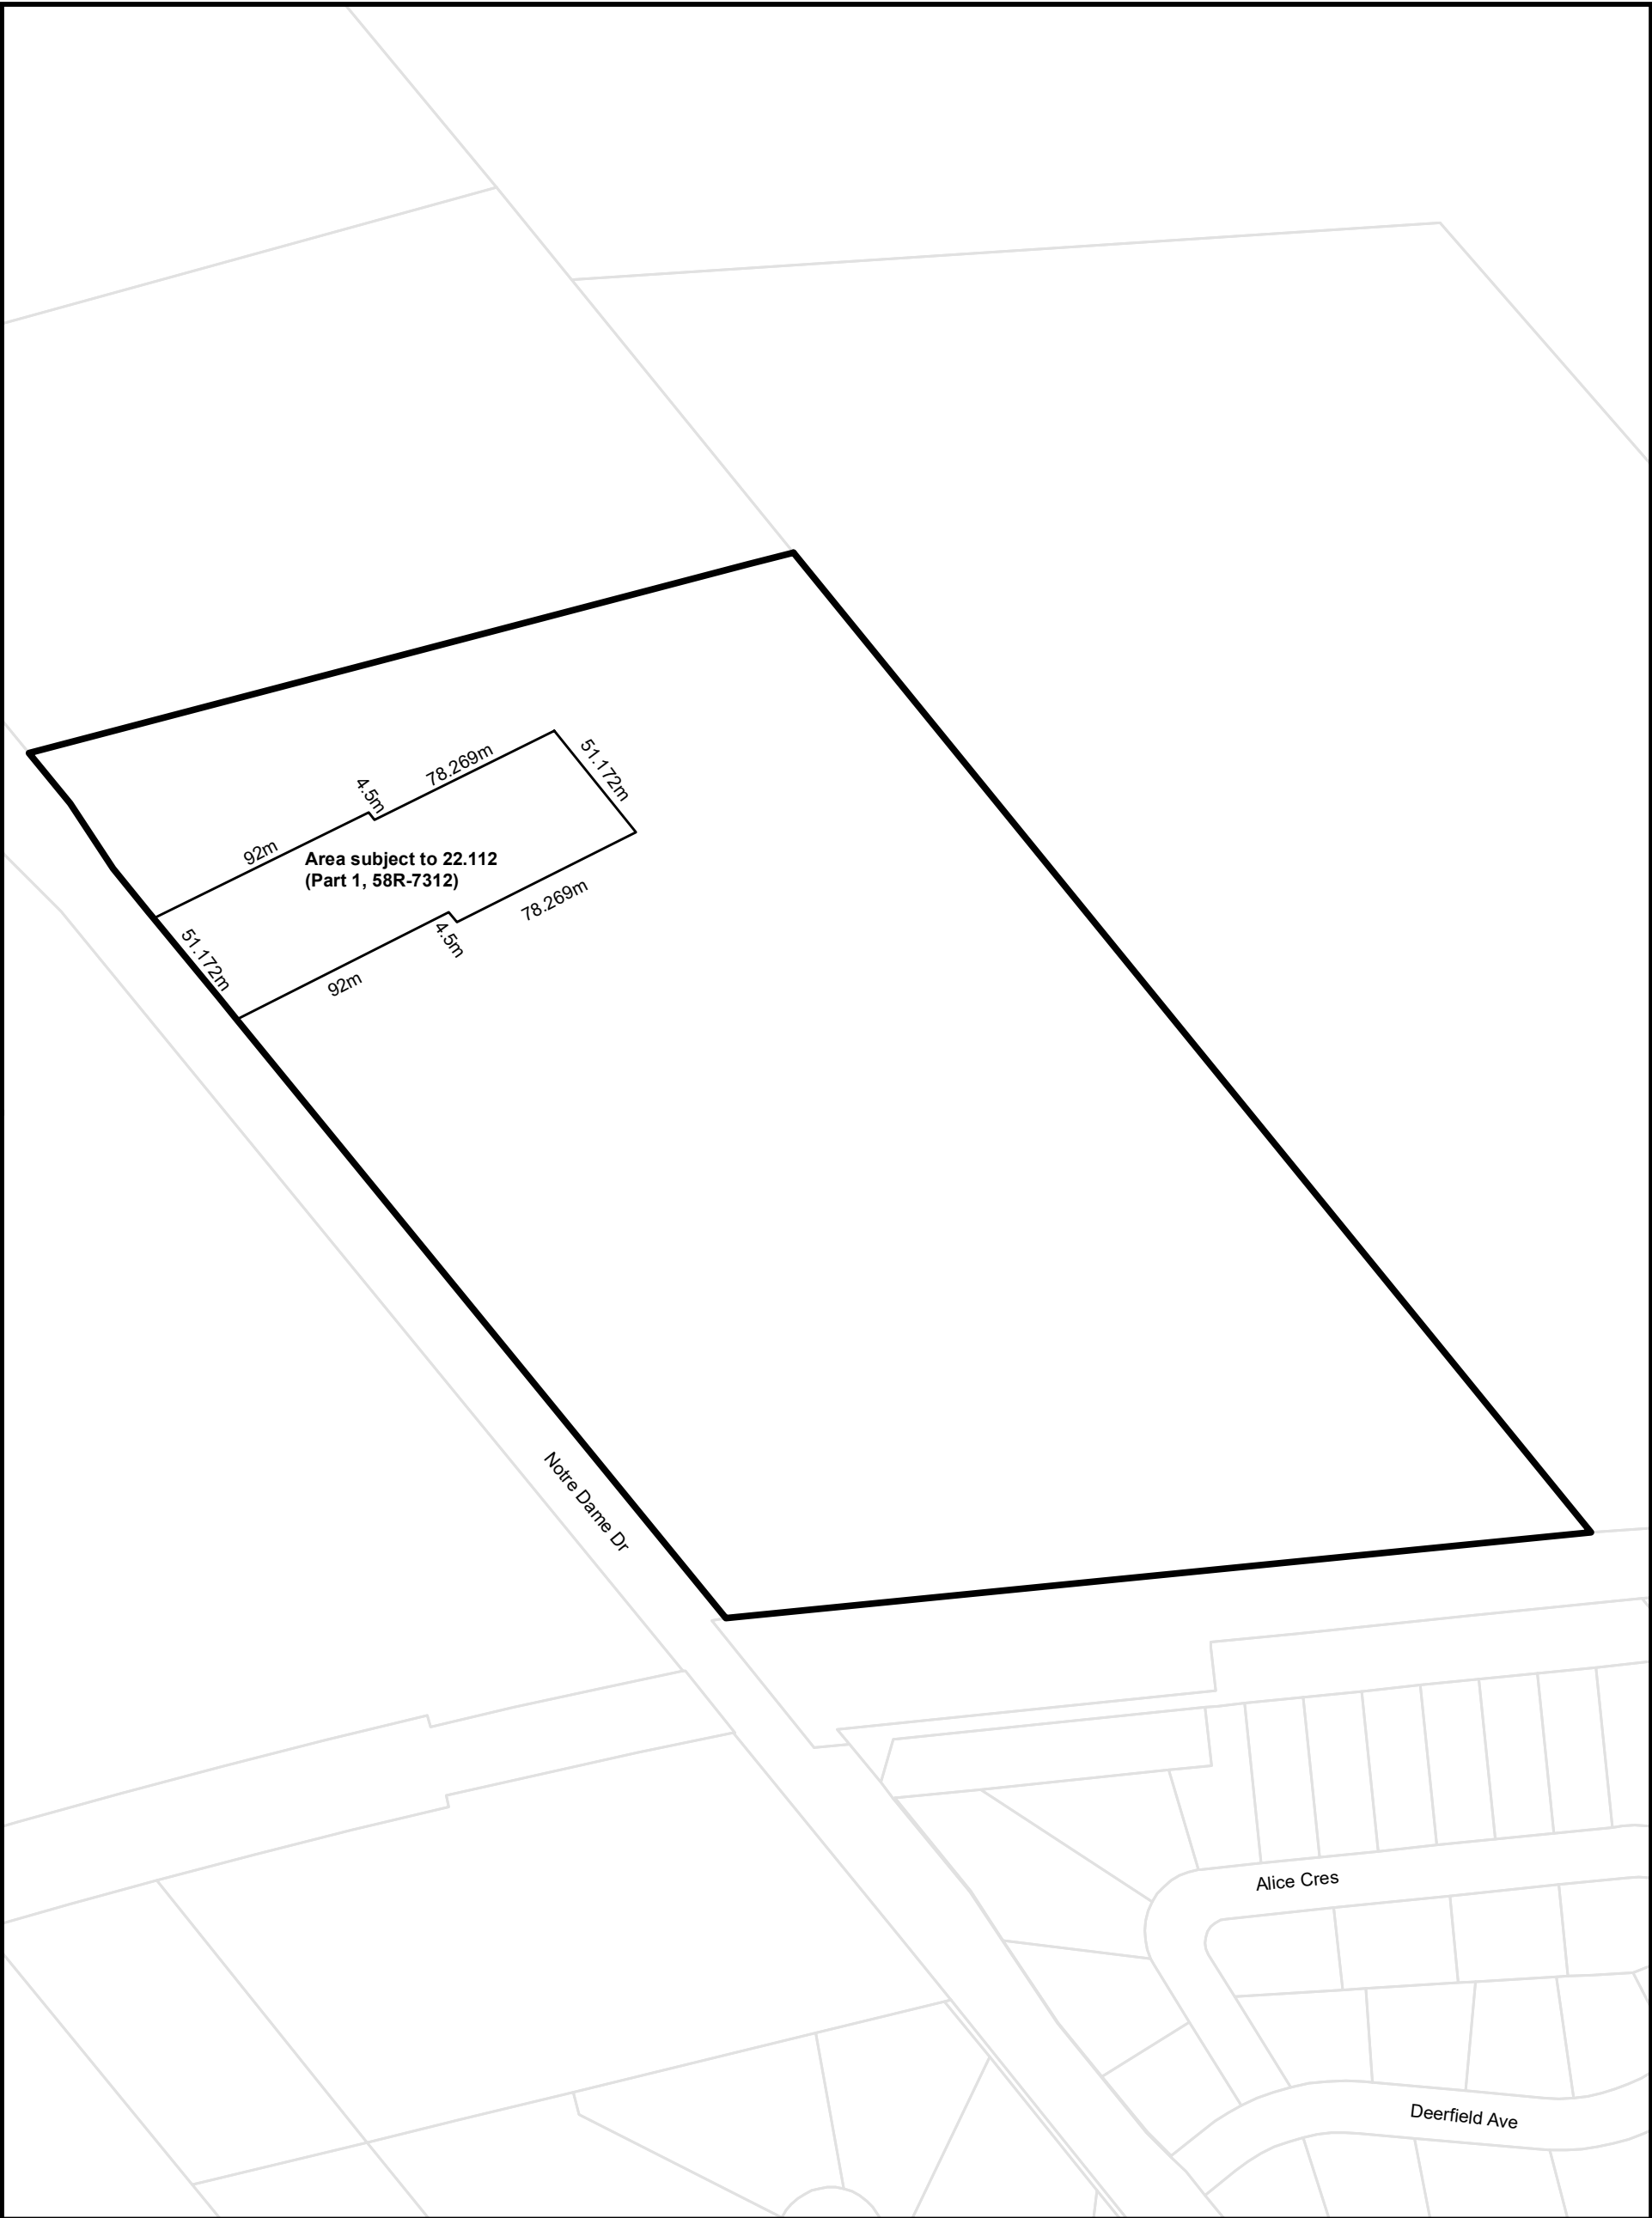 51.172m
78.269m
4.5m
92m
Area subject to 22.112
(Part 1, 58R-7312)
78.269m
4.5m
51.172m
92m
Notre Dame Dr
Alice Cres
Deerfield Ave